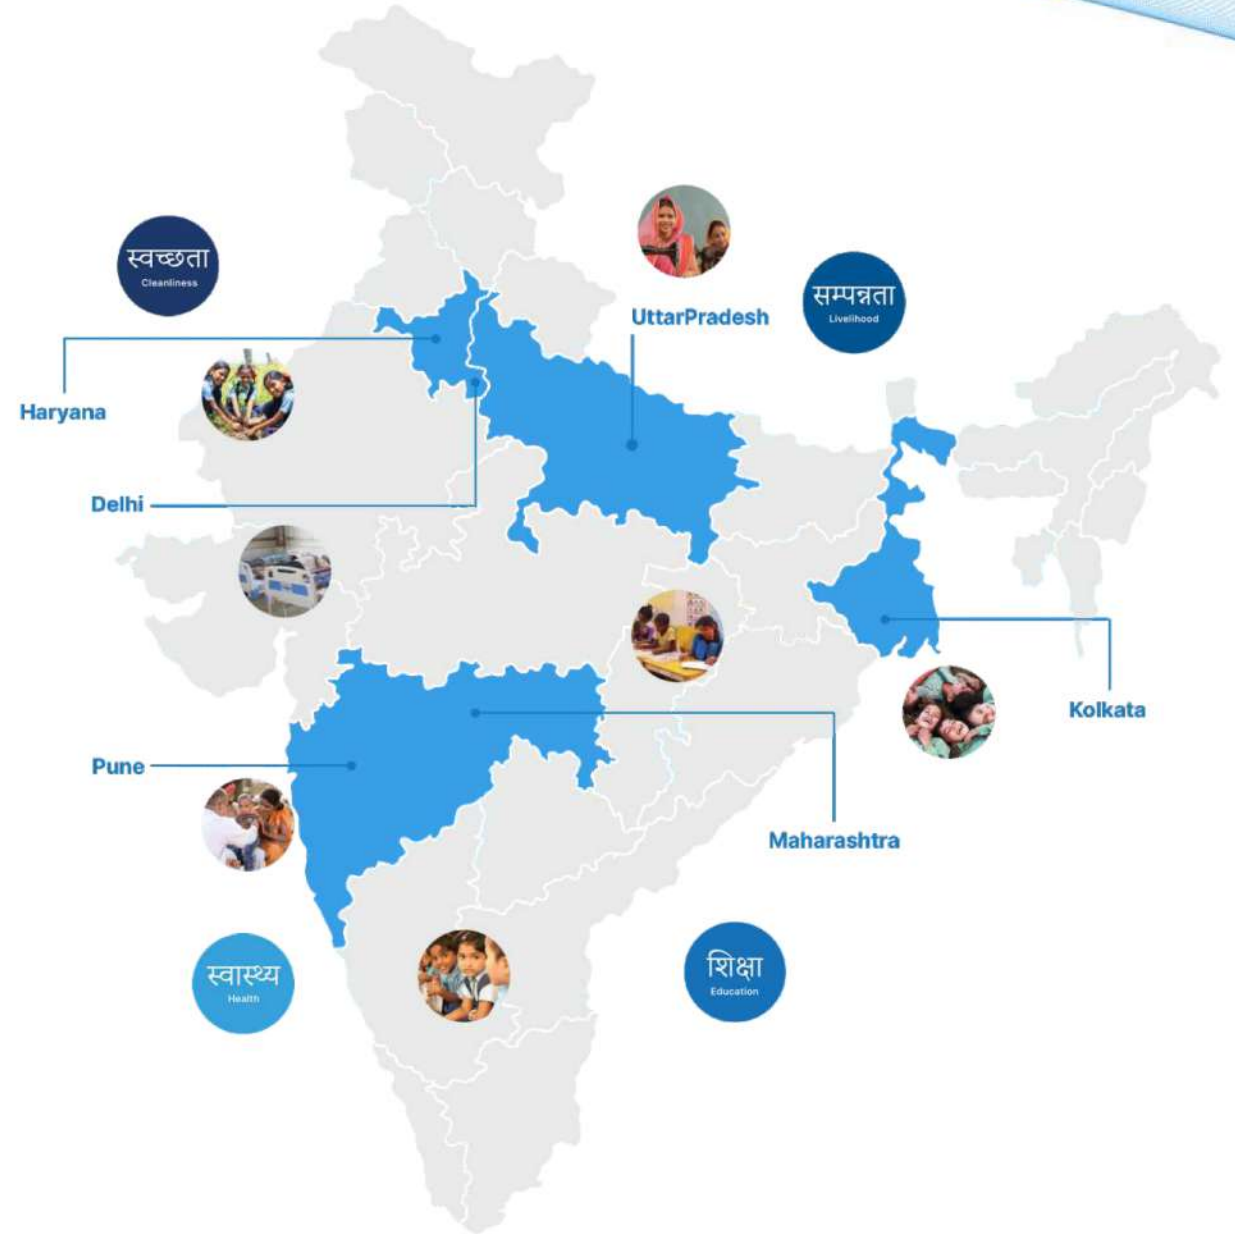 स्वच्छता
Cleanliness
UttarPradesh
सम्पन्नता
Livelihood
Haryana
Delhi
Kolkata
Pune
Maharashtra
स्वास्थ्य
Health
शिक्षा
Education